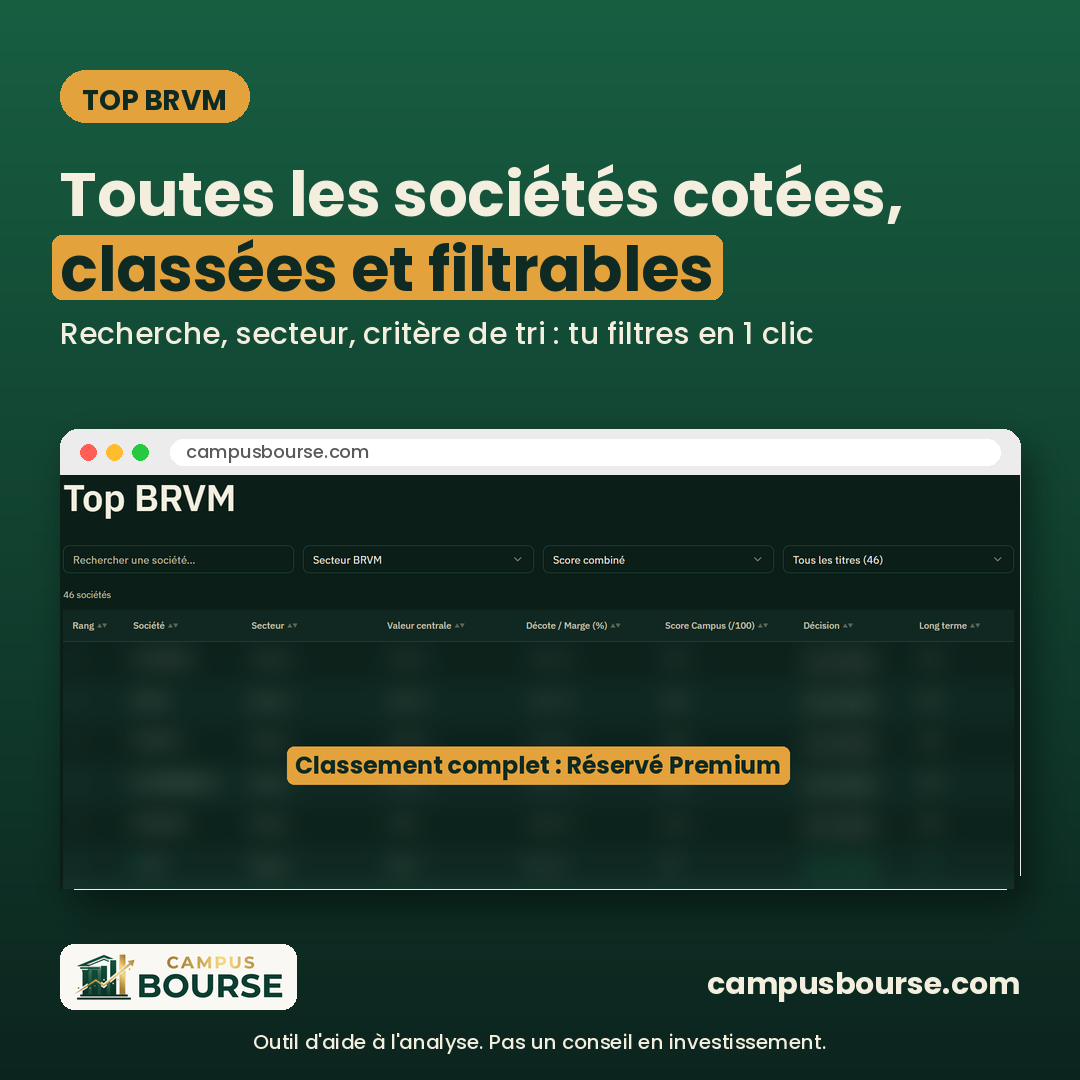 TOP BRVM
Toutes les sociétés cotées,
classées et filtrables
Recherche, secteur, critère de tri : tu filtres en 1 clic
campusbourse.com
Top BRVM
Rechercher une société...
Secteur BRVM
Score combiné
Tous les titres (46)
46 sociétés
Rang Société Secteur Valeur centrale Décote / Marge (%) Score Campus (/100) Décision Long terme
Classement complet : Réservé Premium
CAMPUS
BOURSE
campusbourse.com
Outil d'aide à l'analyse. Pas un conseil en investissement.